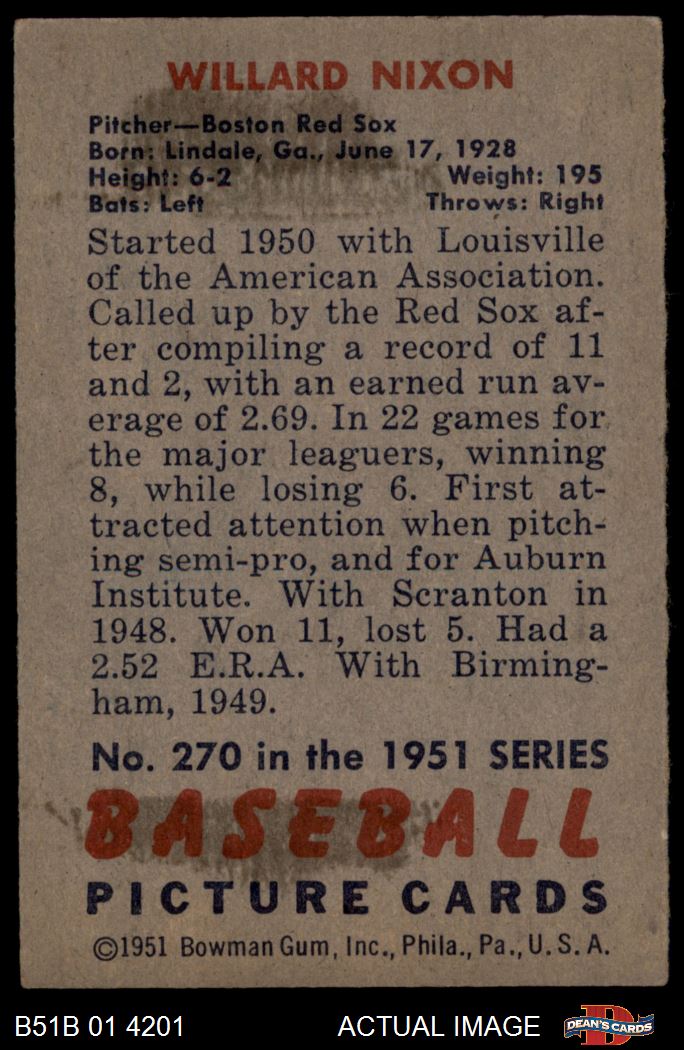 WILLARD NIXON
Pitcher—Boston Red Sox
Born: Lindale, Ga., June 17, 1928
Height: 6-2 Weight: 195
Bats: Left Throws: Right
Started 1950 with Louisville
of the American Association.
Called up by the Red Sox af-
ter compiling a record of 11
and 2, with an earned run av-
erage of 2.69. In 22 games for
the major leaguers, winning
8, while losing 6. First at-
tracted attention when pitch-
ing semi-pro, and for Auburn
Institute. With Scranton in
1948. Won 11, lost 5. Had a
2.52 E.R.A. With Birming-
ham, 1949.
No. 270 in the 1951 SERIES
BASEBALL
PICTURE CARDS
©1951 Bowman Gum, Inc., Phila., Pa., U.S.A.
B51B 01 4201 ACTUAL IMAGE D DEAN'S CARDS